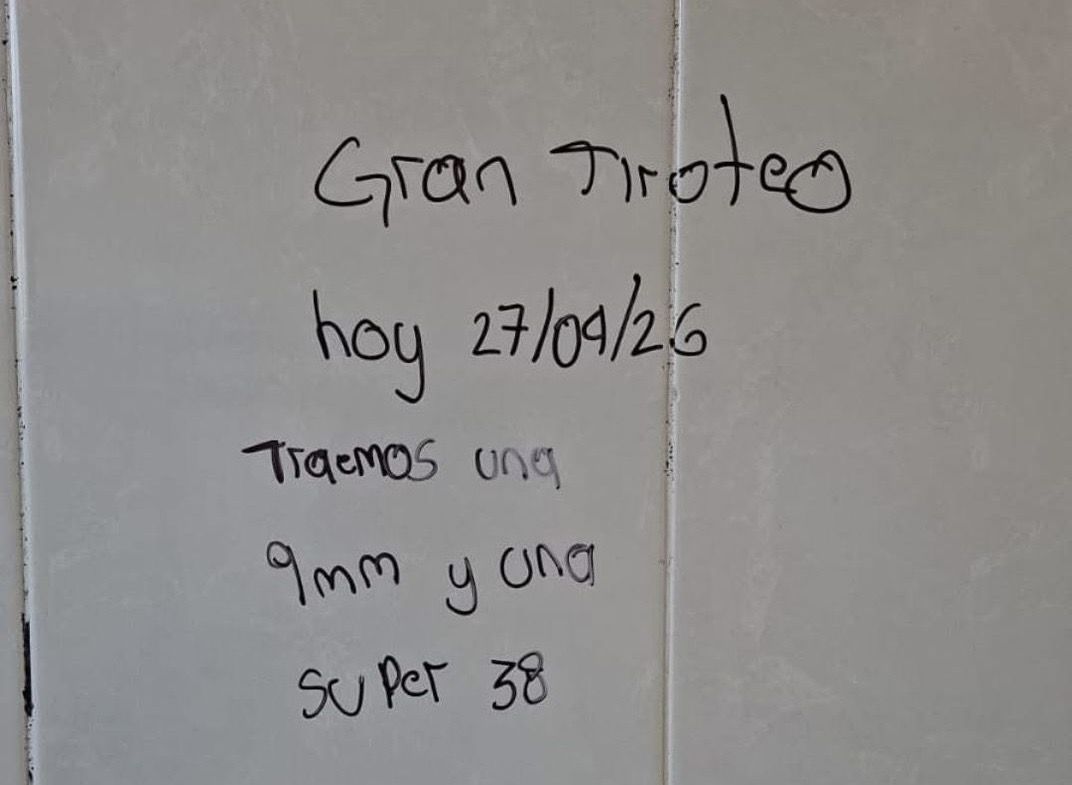 Gran Tiroteo
hoy 27/04/26
Traemos una
9mm y una
super 38